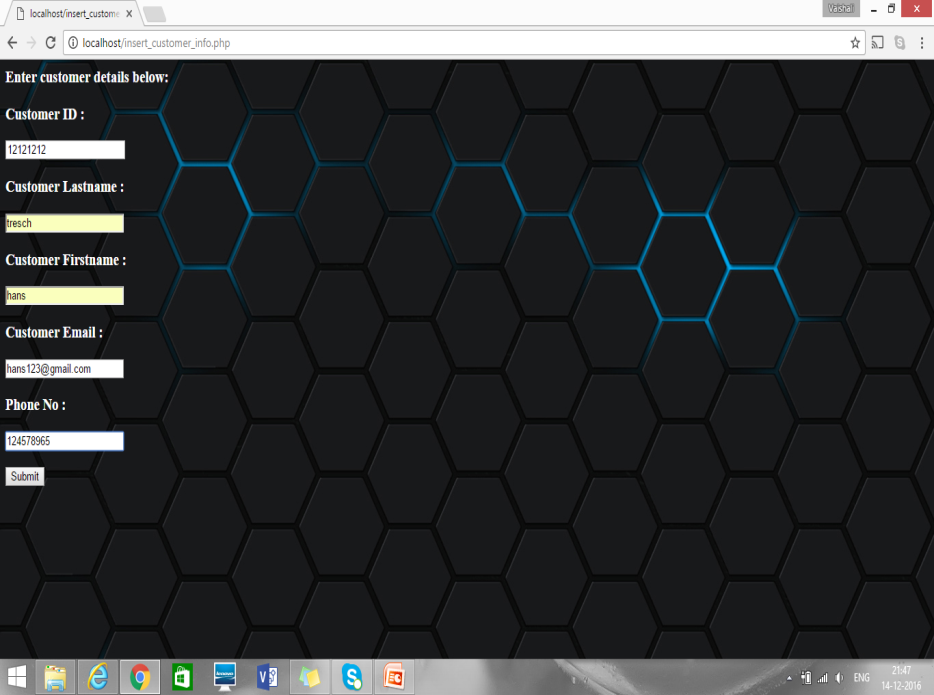 localhost/insert_custome
Vaishali
localhost/insert_customer_info.php
Enter customer details below:
Customer ID :
12121212
Customer Lastname :
tresch
Customer Firstname :
hans
Customer Email :
hans123@gmail.com
Phone No :
124578965
Submit
ENG
21:47
14-12-2016